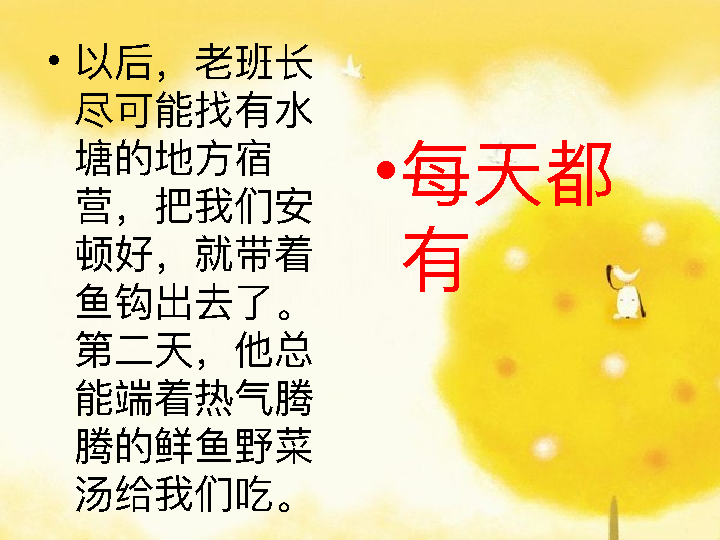 •以后，老班长
尽可能找有水
塘的地方宿
营，把我们安
顿好，就带着
鱼钩出去了。
第二天，他总
能端着热气腾
腾的鲜鱼野菜
汤给我们吃。
•每天都
有